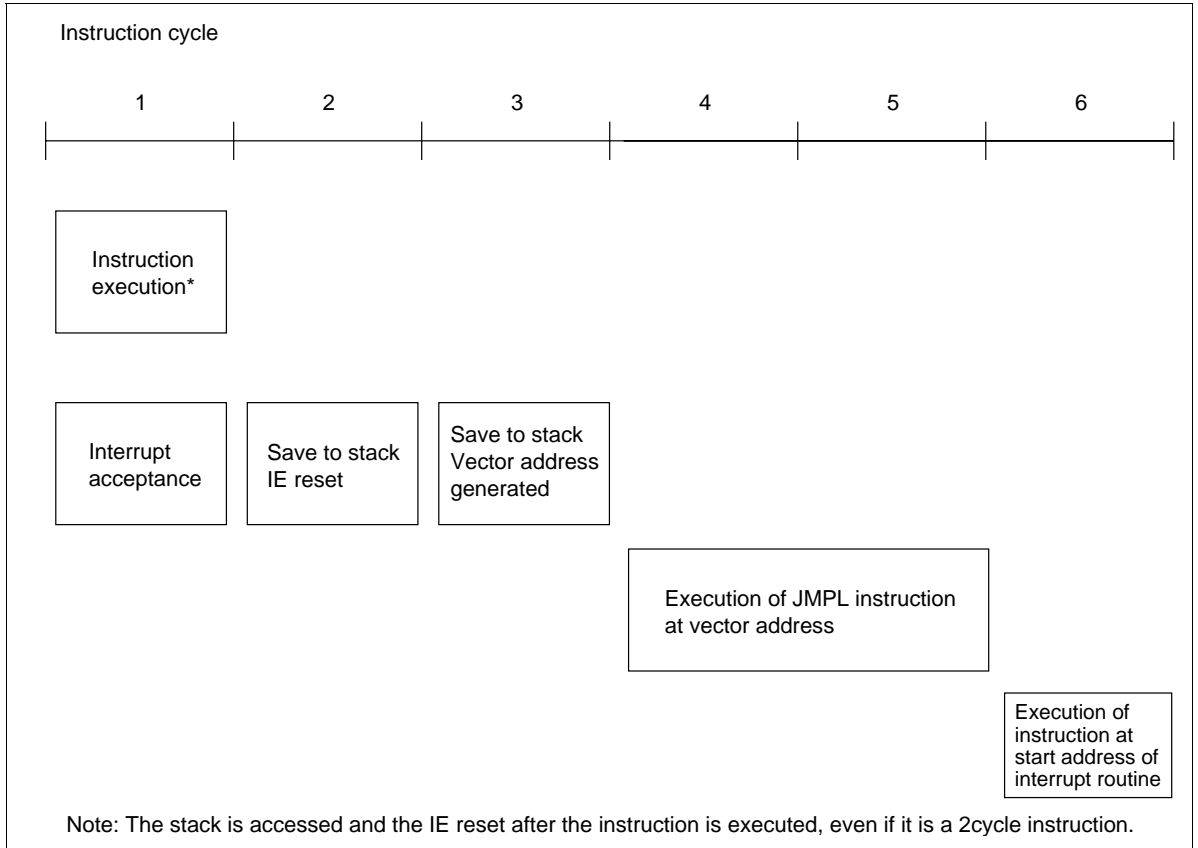 Instruction cycle
1 2 3 4 5 6
Instruction
execution*
Interrupt
acceptance
Save to stack
IE reset
Save to stack
Vector address
generated
Execution of JMPL instruction
at vector address
Execution of
instruction at
start address of
interrupt routine
Note: The stack is accessed and the IE reset after the instruction is executed, even if it is a 2cycle instruction.